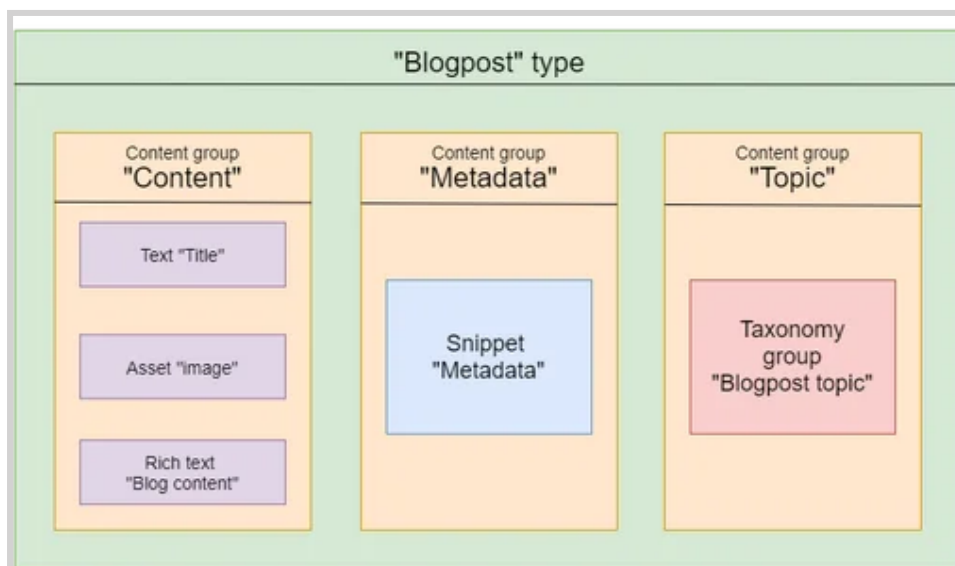 "Blogpost" type
Content group
"Content"
Text "Title"
Asset "image"
Rich text
"Blog content"
Content group
"Metadata"
Snippet
"Metadata"
Content group
"Topic"
Taxonomy
group
"Blogpost topic"